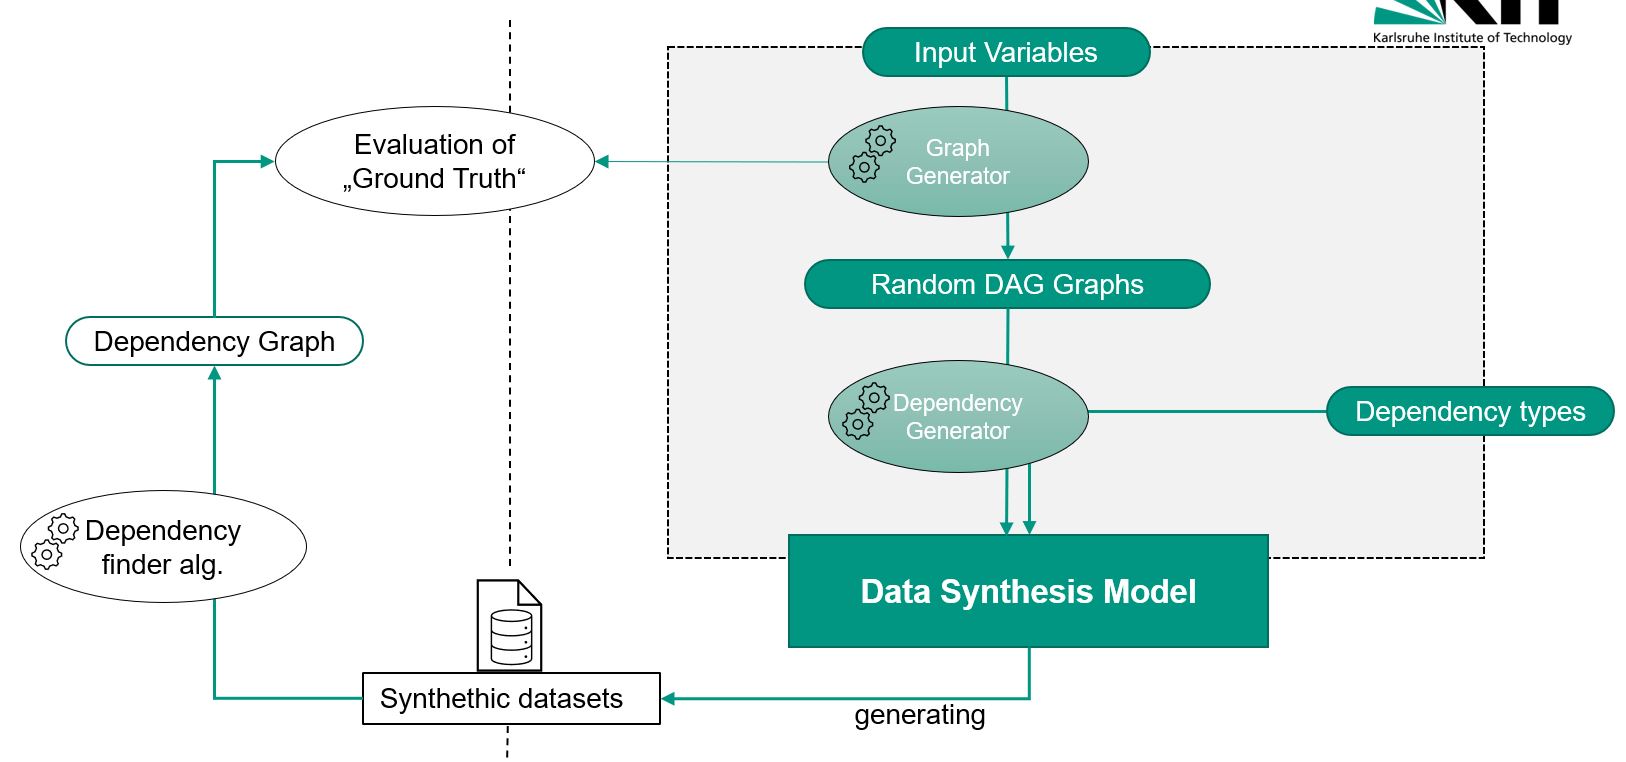 Karlsruhe Institute of Technology
Input Variables
Evaluation of
„Ground Truth“
Graph
Generator
Random DAG Graphs
Dependency Graph
Dependency
Generator
Dependency types
Dependency
finder alg.
Data Synthesis Model
Synthethic datasets
generating